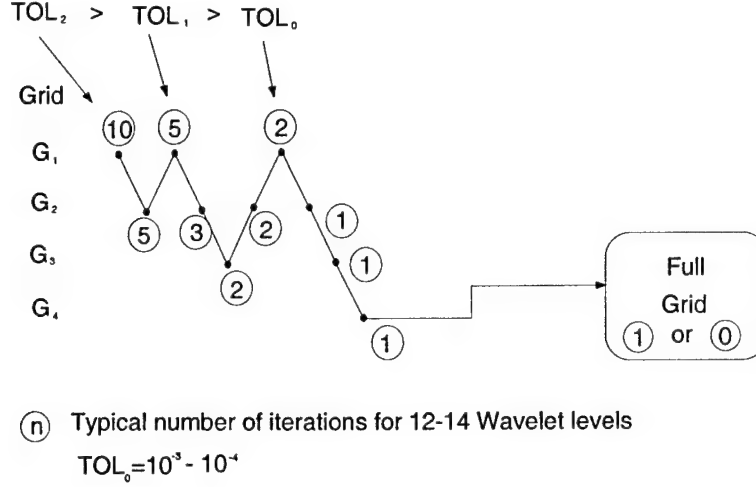 TOL₂ > TOL₁ > TOL₀
Grid
10 5 2
G₁
G₂
5 3 2 1
G₃
2 1
G₄
1
Full
Grid
1 or 0
n Typical number of iterations for 12-14 Wavelet levels
TOL₀=10⁻³ - 10⁻⁴